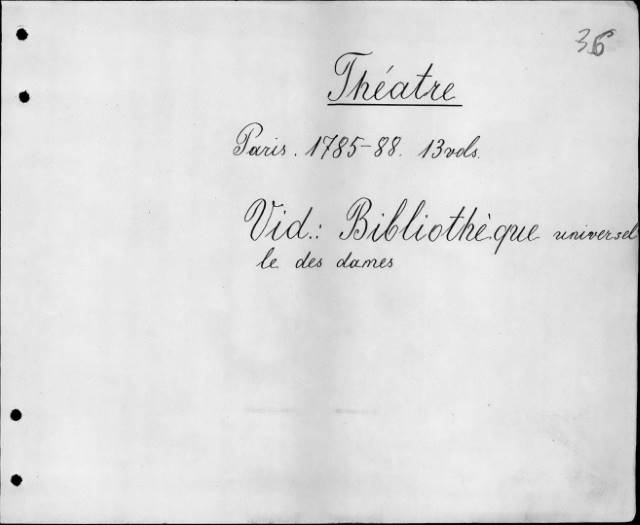 36
Théatre
Paris. 1785-88. 13 vols.
Vid.: Bibliothèque universel
le des dames